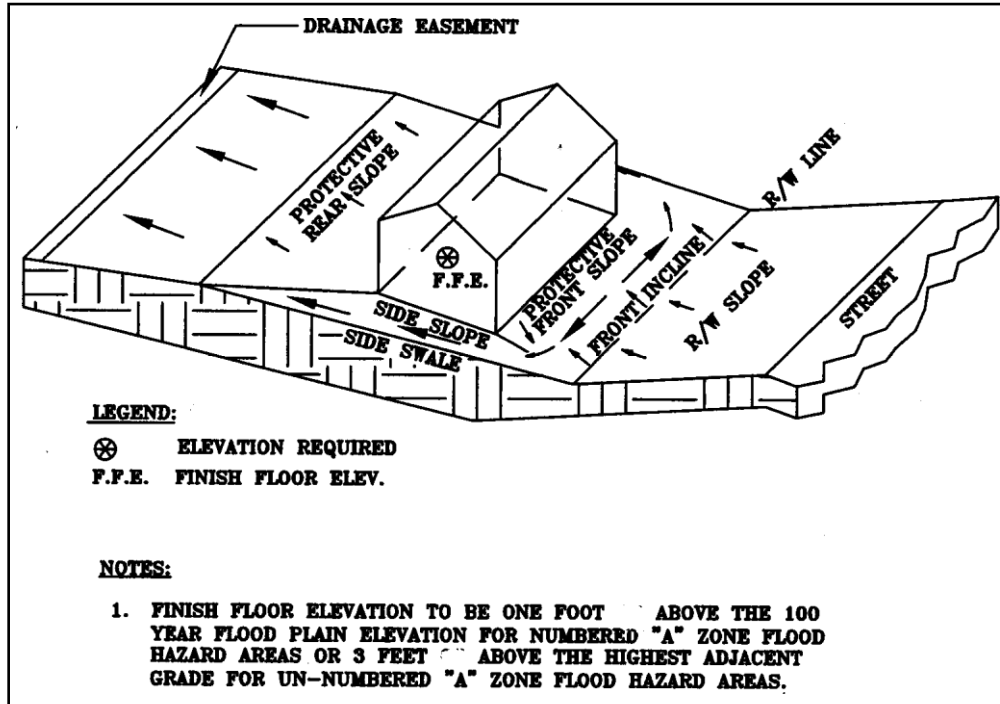 DRAINAGE EASEMENT
PROTECTIVE
REAR SLOPE
R/W LINE
F.F.E.
PROTECTIVE
FRONT SLOPE
FRONT INCLINE
R/W SLOPE
STREET
SIDE SLOPE
SIDE SWALE
LEGEND:
ELEVATION REQUIRED
F.F.E. FINISH FLOOR ELEV.
NOTES:
1. FINISH FLOOR ELEVATION TO BE ONE FOOT ABOVE THE 100
YEAR FLOOD PLAIN ELEVATION FOR NUMBERED "A" ZONE FLOOD
HAZARD AREAS OR 3 FEET ABOVE THE HIGHEST ADJACENT
GRADE FOR UN-NUMBERED "A" ZONE FLOOD HAZARD AREAS.